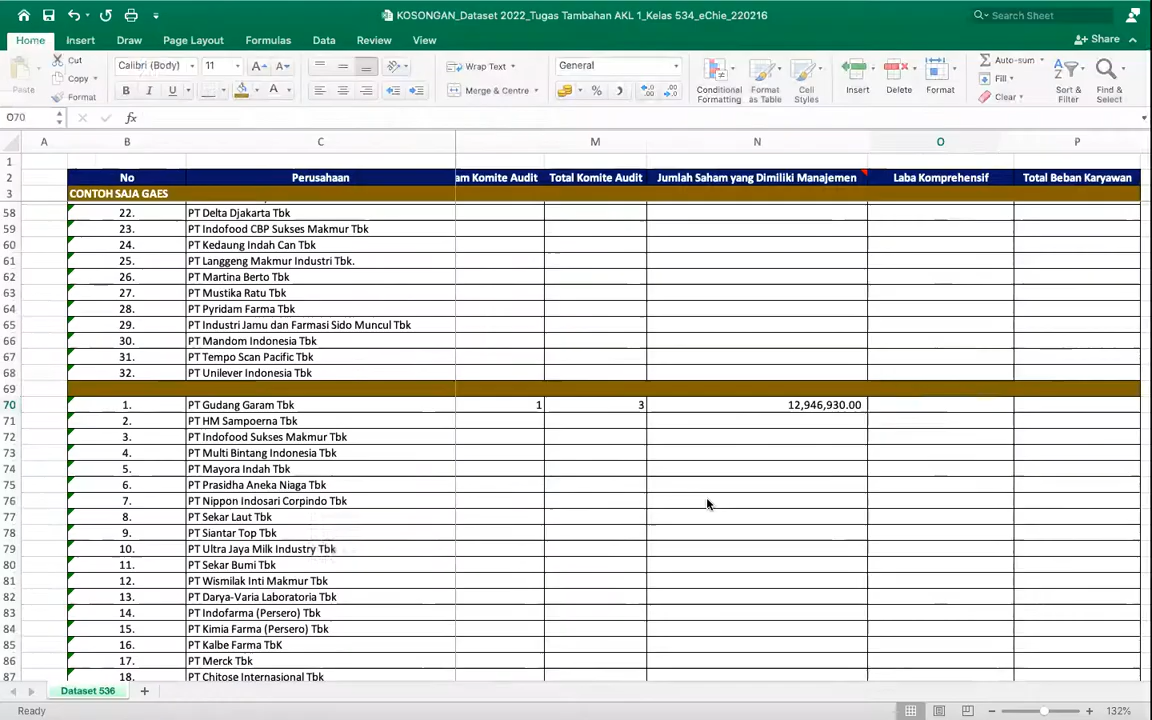 KOSONGAN_Dataset 2022_Tugas Tambahan AKL 1_Kelas 534_eChie_220216
Search Sheet
Home Insert Draw Page Layout Formulas Data Review View
Share
Paste
Cut
Copy
Format
Calibri (Body) 11
A A
B I U A
Wrap Text
Merge & Centre
General
%
Conditional Formatting
Format as Table
Cell Styles
Insert
Delete
Format
Auto-sum
Fill
Clear
Sort & Filter
Find & Select
O70 fx
A B C M N O P
1
2 No Perusahaan am Komite Audit Total Komite Audit Jumlah Saham yang Dimiliki Manajemen Laba Komprehensif Total Beban Karyawan
3 CONTOH SAJA GAES
58 22. PT Delta Djakarta Tbk
59 23. PT Indofood CBP Sukses Makmur Tbk
60 24. PT Kedaung Indah Can Tbk
61 25. PT Langgeng Makmur Industri Tbk.
62 26. PT Martina Berto Tbk
63 27. PT Mustika Ratu Tbk
64 28. PT Pyridam Farma Tbk
65 29. PT Industri Jamu dan Farmasi Sido Muncul Tbk
66 30. PT Mandom Indonesia Tbk
67 31. PT Tempo Scan Pacific Tbk
68 32. PT Unilever Indonesia Tbk
69
70 1. PT Gudang Garam Tbk 1 3 12,946,930.00
71 2. PT HM Sampoerna Tbk
72 3. PT Indofood Sukses Makmur Tbk
73 4. PT Multi Bintang Indonesia Tbk
74 5. PT Mayora Indah Tbk
75 6. PT Prasidha Aneka Niaga Tbk
76 7. PT Nippon Indosari Corpindo Tbk
77 8. PT Sekar Laut Tbk
78 9. PT Siantar Top Tbk
79 10. PT Ultra Jaya Milk Industry Tbk
80 11. PT Sekar Bumi Tbk
81 12. PT Wismilak Inti Makmur Tbk
82 13. PT Darya-Varia Laboratoria Tbk
83 14. PT Indofarma (Persero) Tbk
84 15. PT Kimia Farma (Persero) Tbk
85 16. PT Kalbe Farma TbK
86 17. PT Merck Tbk
87 18. PT Chitose Internasional Tbk
Dataset 536
Ready
132%